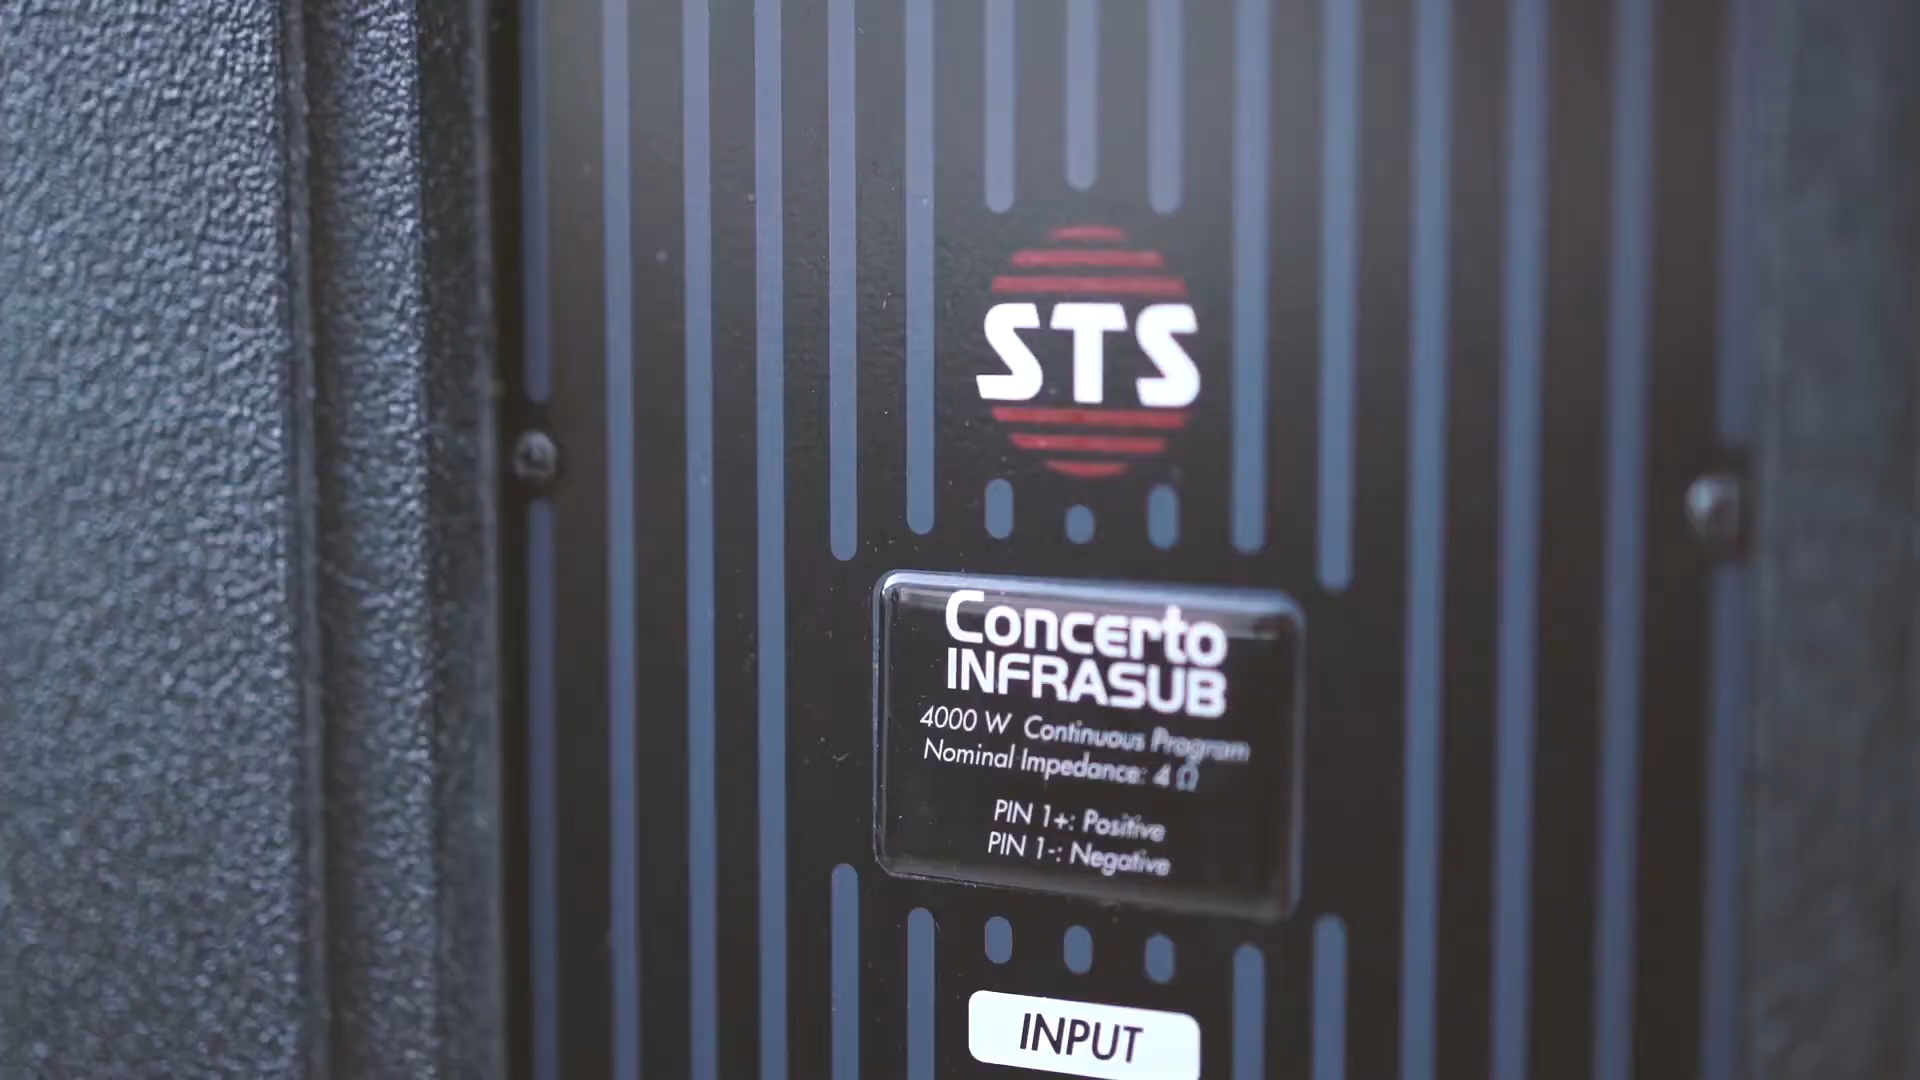 STS
Concerto
INFRASUB
4000 W Continuous Program
Nominal Impedance: 4 Ω
PIN 1+: Positive
PIN 1-: Negative
INPUT